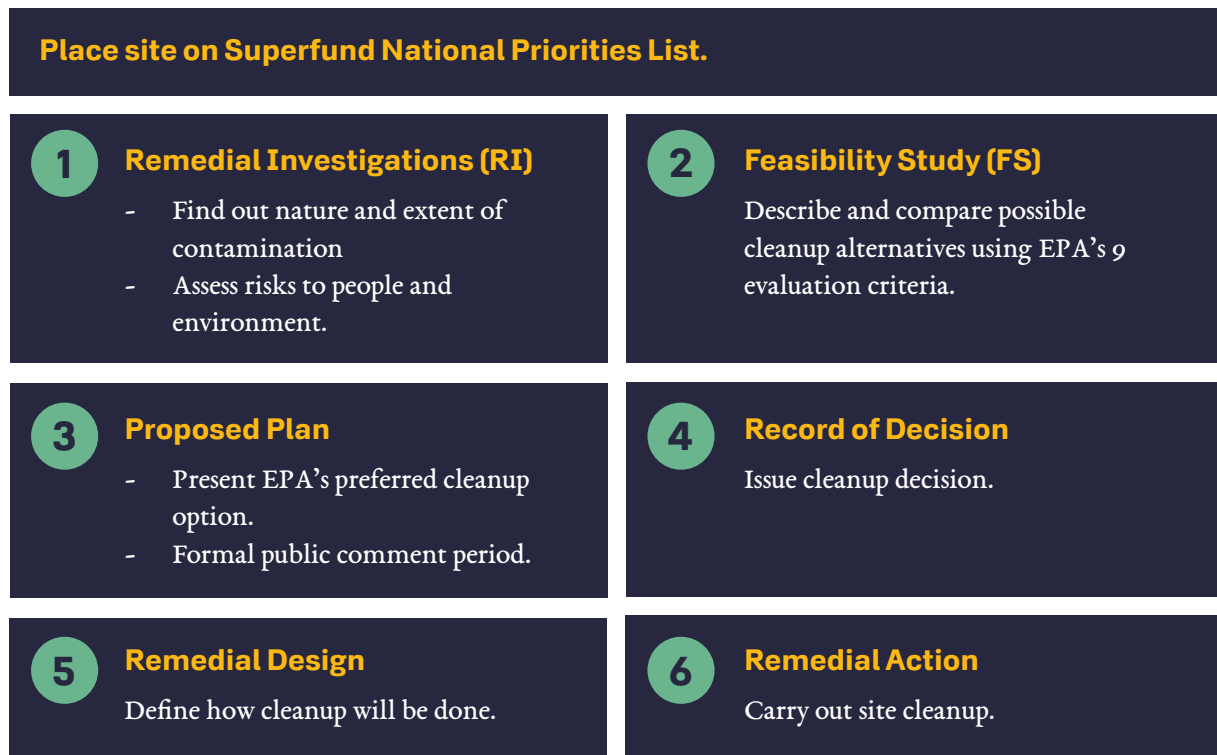 Place site on Superfund National Priorities List.
1
Remedial Investigations (RI)
- Find out nature and extent of
contamination
- Assess risks to people and
environment.
2
Feasibility Study (FS)
Describe and compare possible
cleanup alternatives using EPA’s 9
evaluation criteria.
3
Proposed Plan
- Present EPA’s preferred cleanup
option.
- Formal public comment period.
4
Record of Decision
Issue cleanup decision.
5
Remedial Design
Define how cleanup will be done.
6
Remedial Action
Carry out site cleanup.